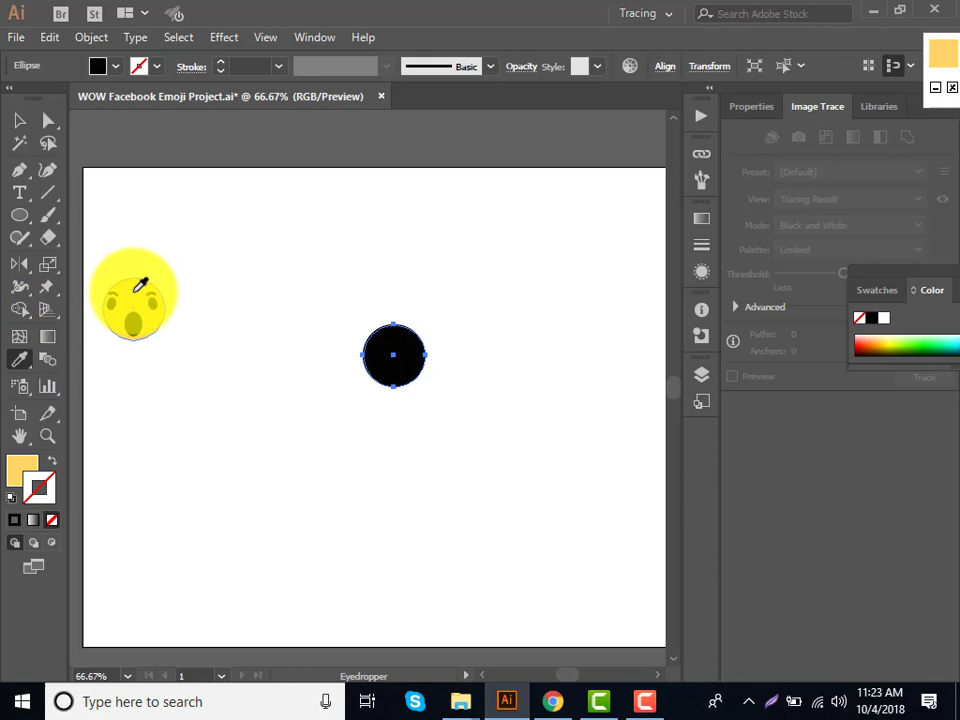 Ai Br St Tracing Search Adobe Stock
File Edit Object Type Select Effect View Window Help
Ellipse Stroke: Basic Opacity Style: Align Transform
WOW Facebook Emoji Project.ai* @ 66.67% (RGB/Preview)
Properties Image Trace Libraries
Preset: [Default]
View: Tracing Result
Mode: Black and White
Palette: Limited
Threshold:
Less
Advanced
Swatches Color
Paths: 0
Anchors: 0
Preview Trace
66.67% 1 Eyedropper
Type here to search
Ai
11:23 AM
10/4/2018